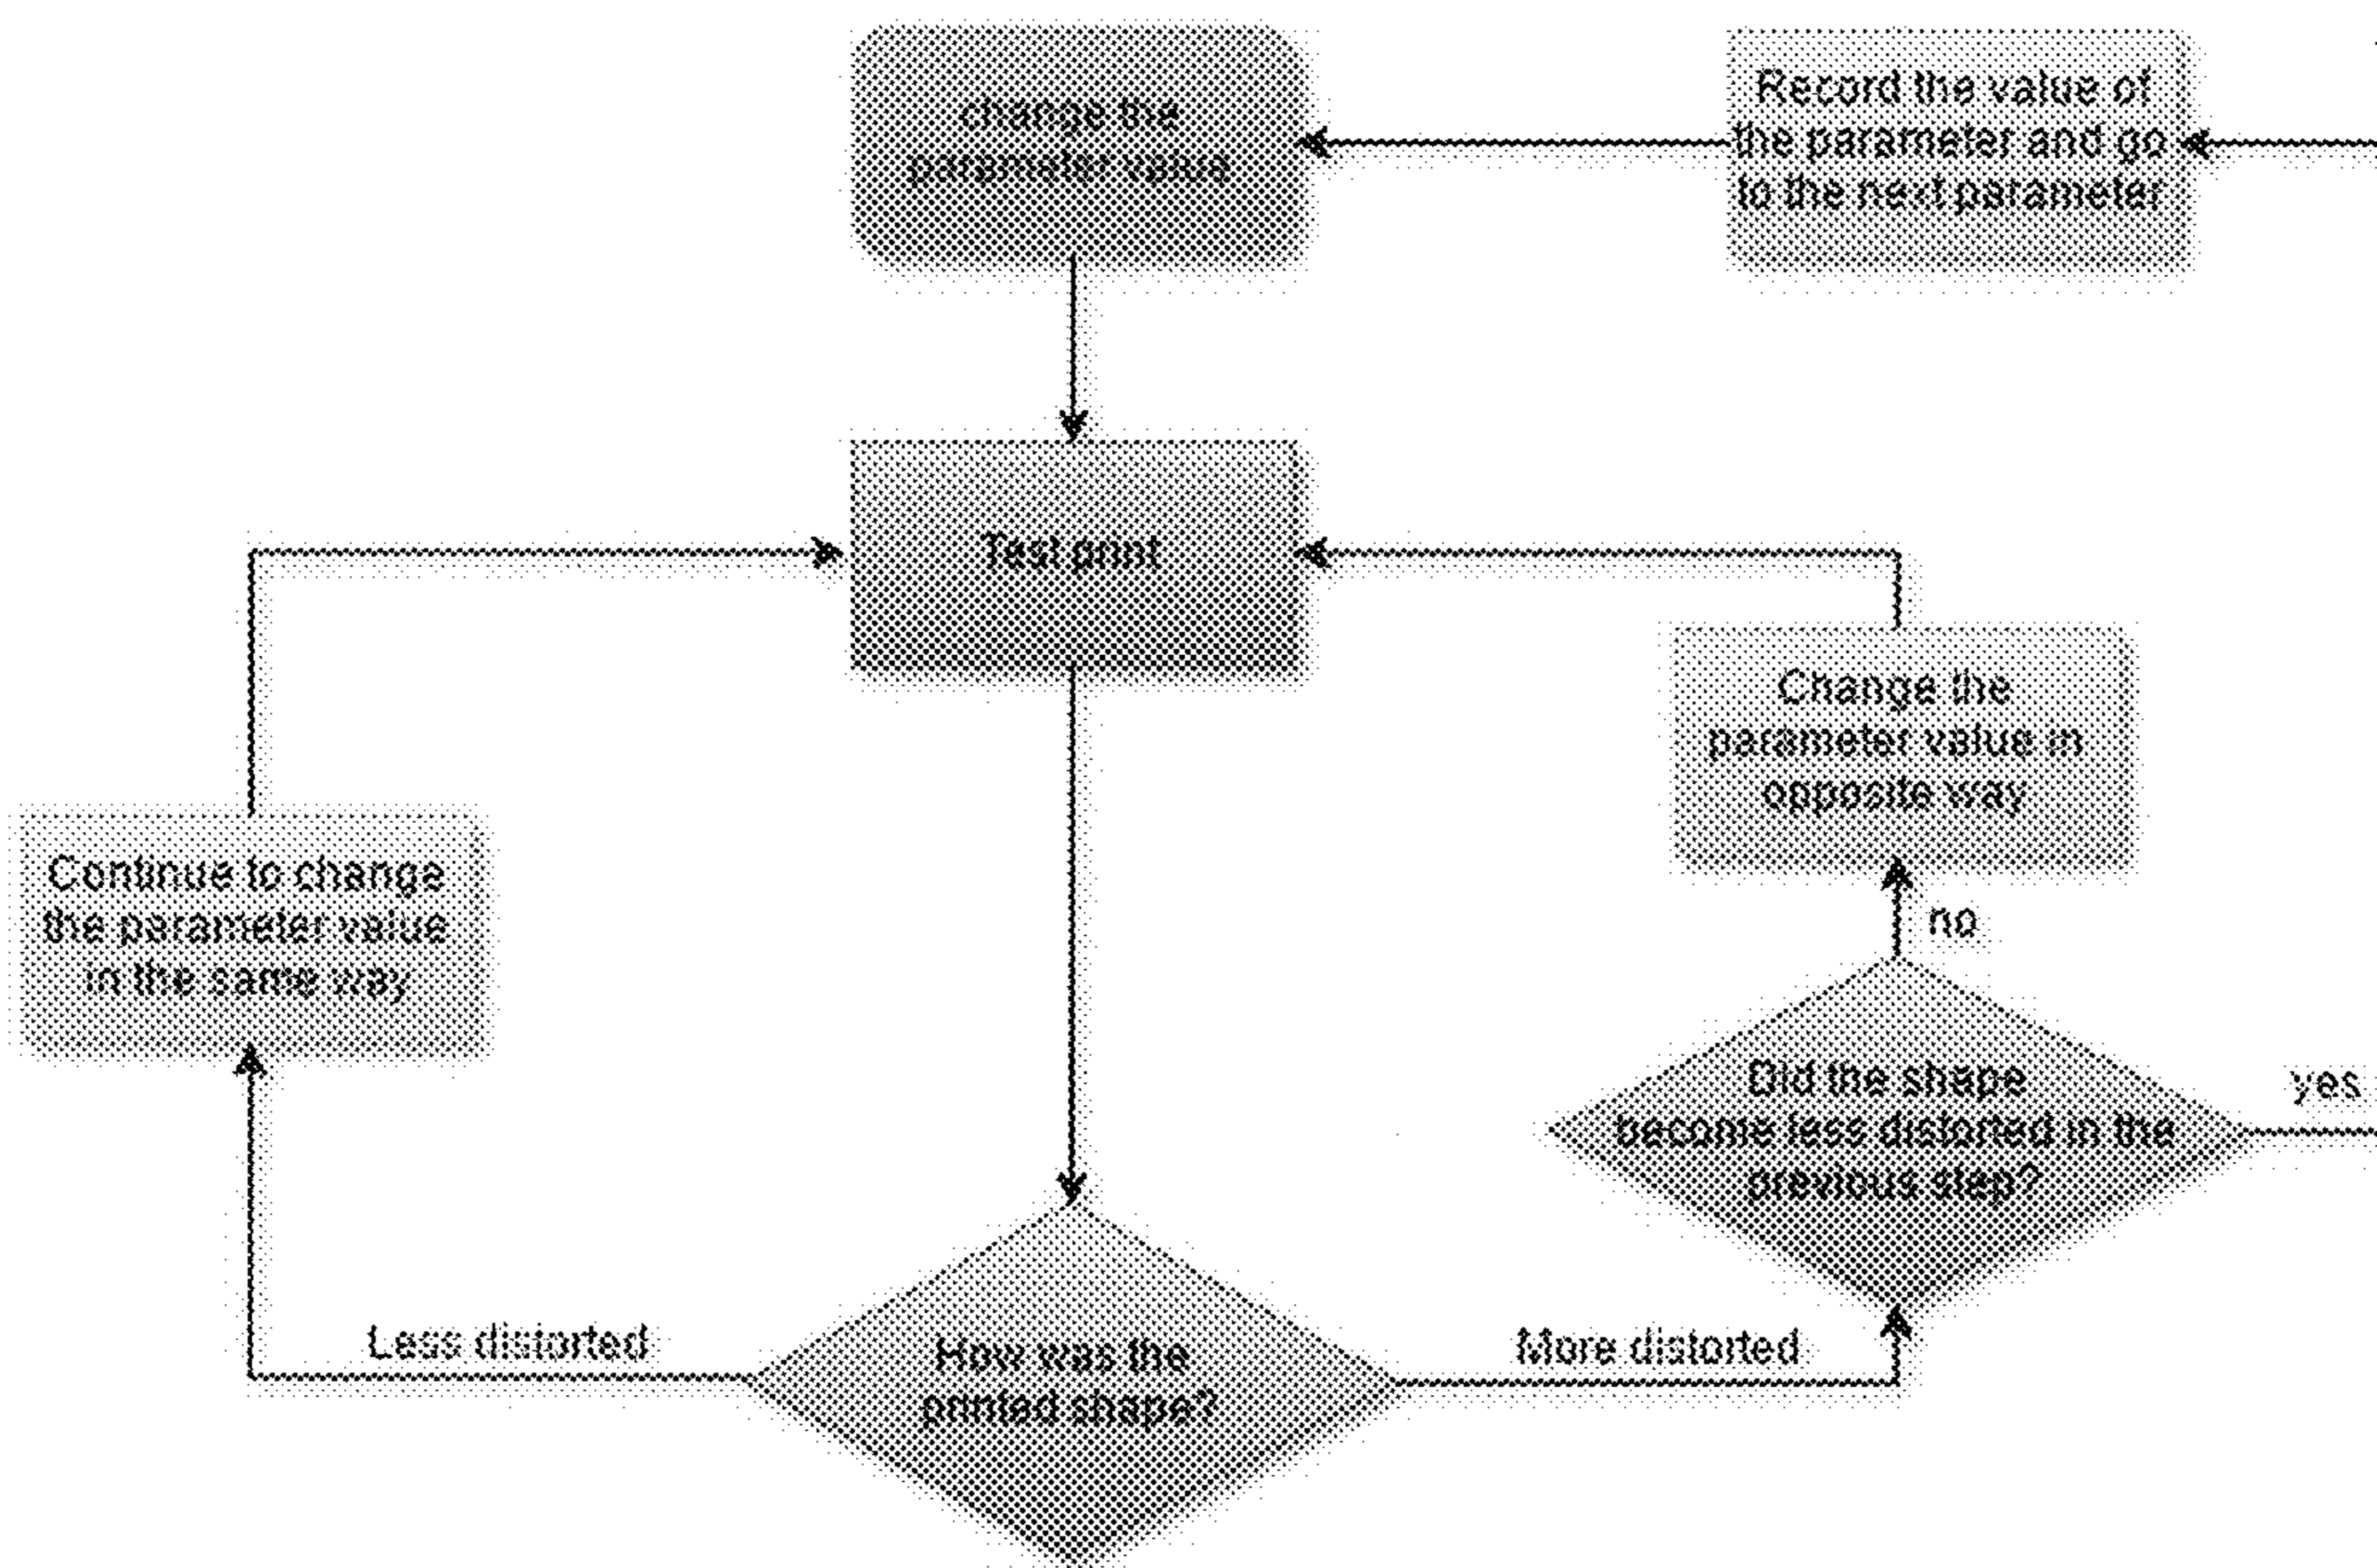 change the
parameter value
Record the value of
the parameter and go
to the next parameter
Test print
Change the
parameter value in
opposite way
Continue to change
the parameter value
in the same way
no
Did the shape
become less distorted in the
previous step?
yes
Less distorted
How was the
printed shape?
More distorted